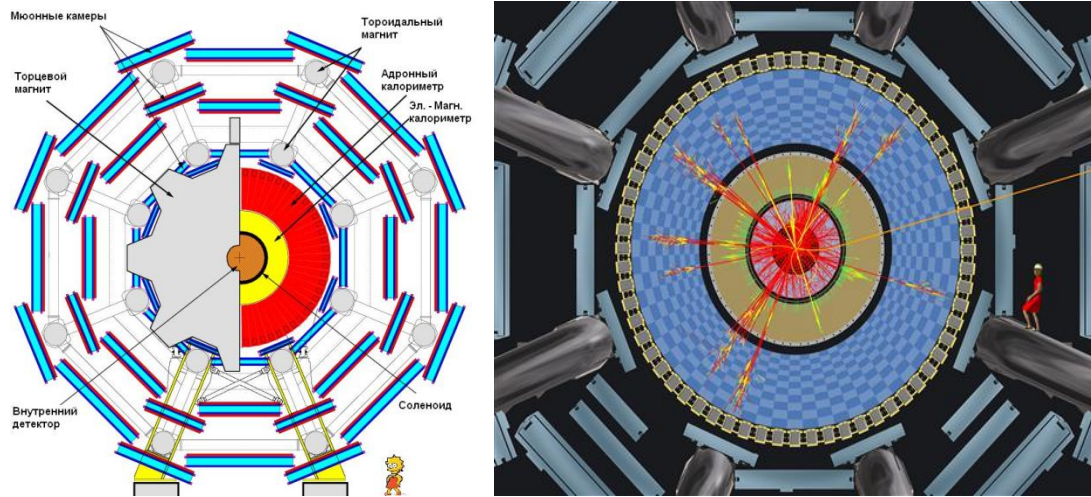 Мюонные камеры
Тороидальный
магнит
Торцевой
магнит
Адронный
калориметр
Эл. - Магн.
калориметр
Внутренний
детектор
Соленоид